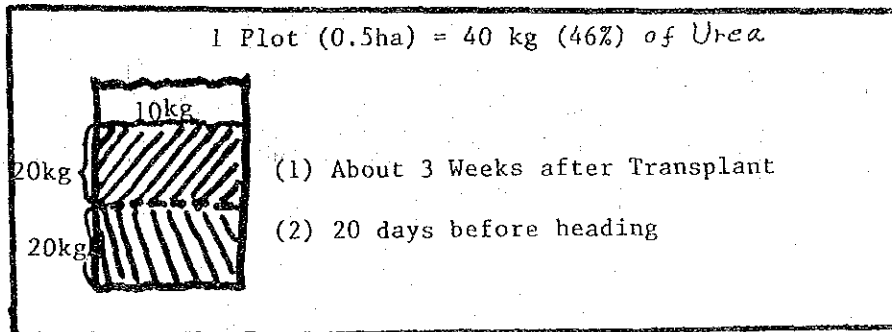 1 Plot (0.5ha) = 40 kg (46%) of Urea
10kg
20kg (1) About 3 Weeks after Transplant
20kg (2) 20 days before heading